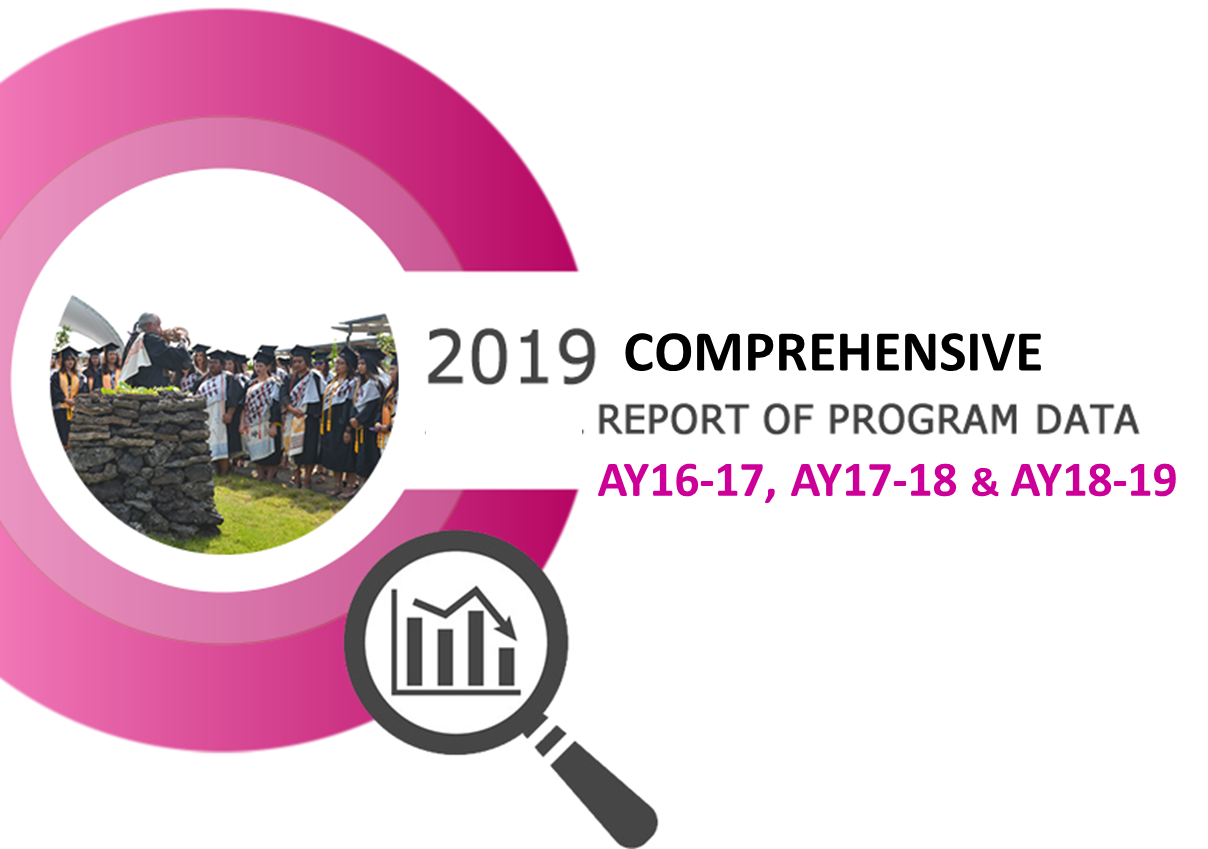 2019 COMPREHENSIVE
REPORT OF PROGRAM DATA
AY16-17, AY17-18 & AY18-19